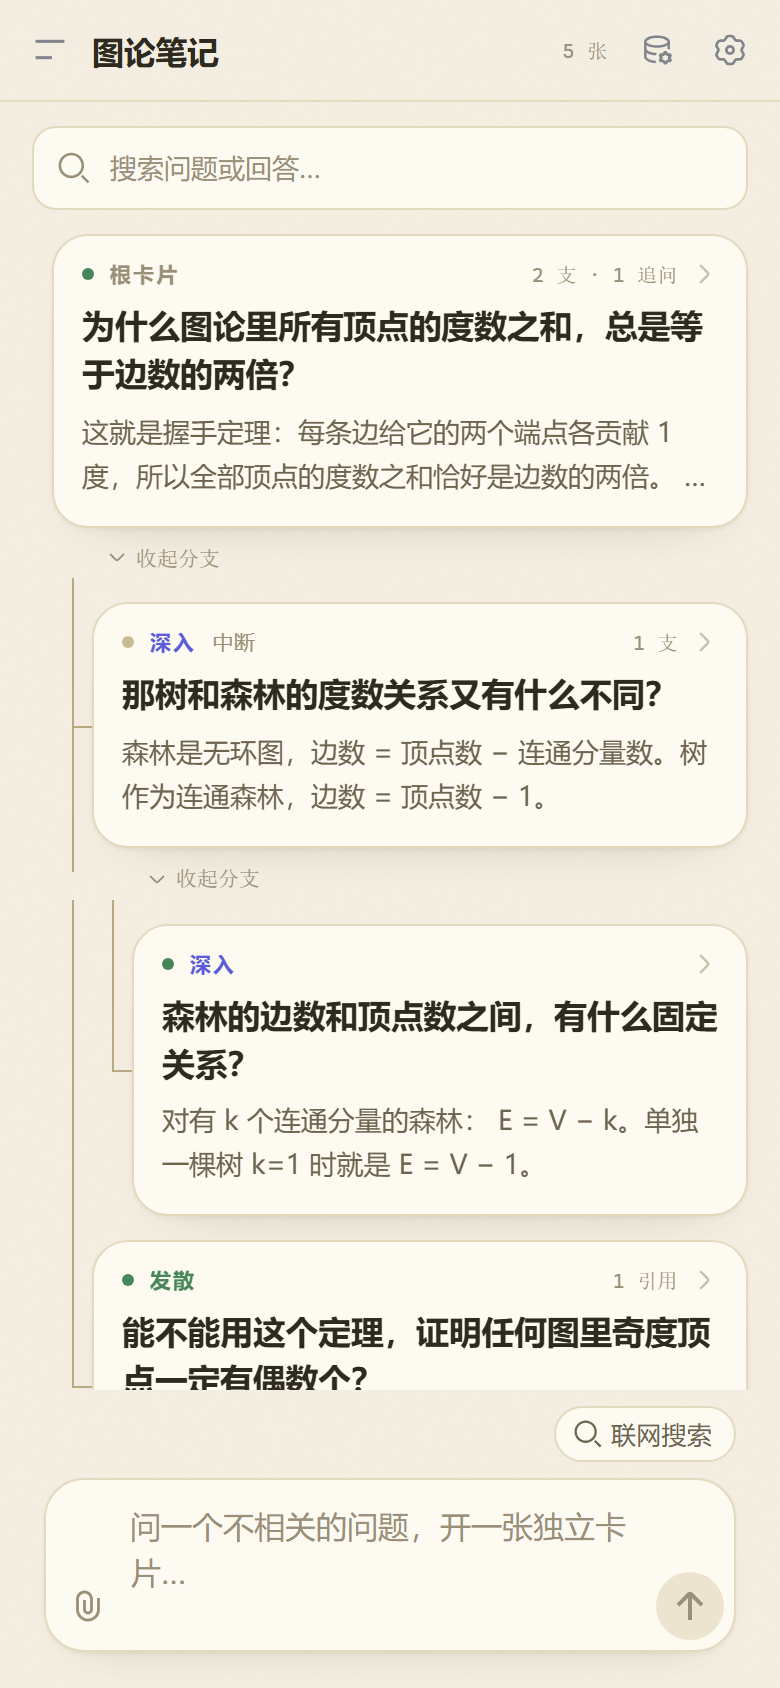 图论笔记
5 张
搜索问题或回答...
根卡片
2 支 · 1 追问
为什么图论里所有顶点的度数之和，总是等
于边数的两倍？
这就是握手定理：每条边给它的两个端点各贡献 1
度，所以全部顶点的度数之和恰好是边数的两倍。 ...
收起分支
深入 中断
1 支
那树和森林的度数关系又有什么不同？
森林是无环图，边数 = 顶点数 − 连通分量数。树
作为连通森林，边数 = 顶点数 − 1。
收起分支
深入
森林的边数和顶点数之间，有什么固定
关系？
对有 k 个连通分量的森林： E = V − k。单独
一棵树 k=1 时就是 E = V − 1。
发散
1 引用
能不能用这个定理，证明任何图里奇度顶
点一定有偶数个？
联网搜索
问一个不相关的问题，开一张独立卡
片...